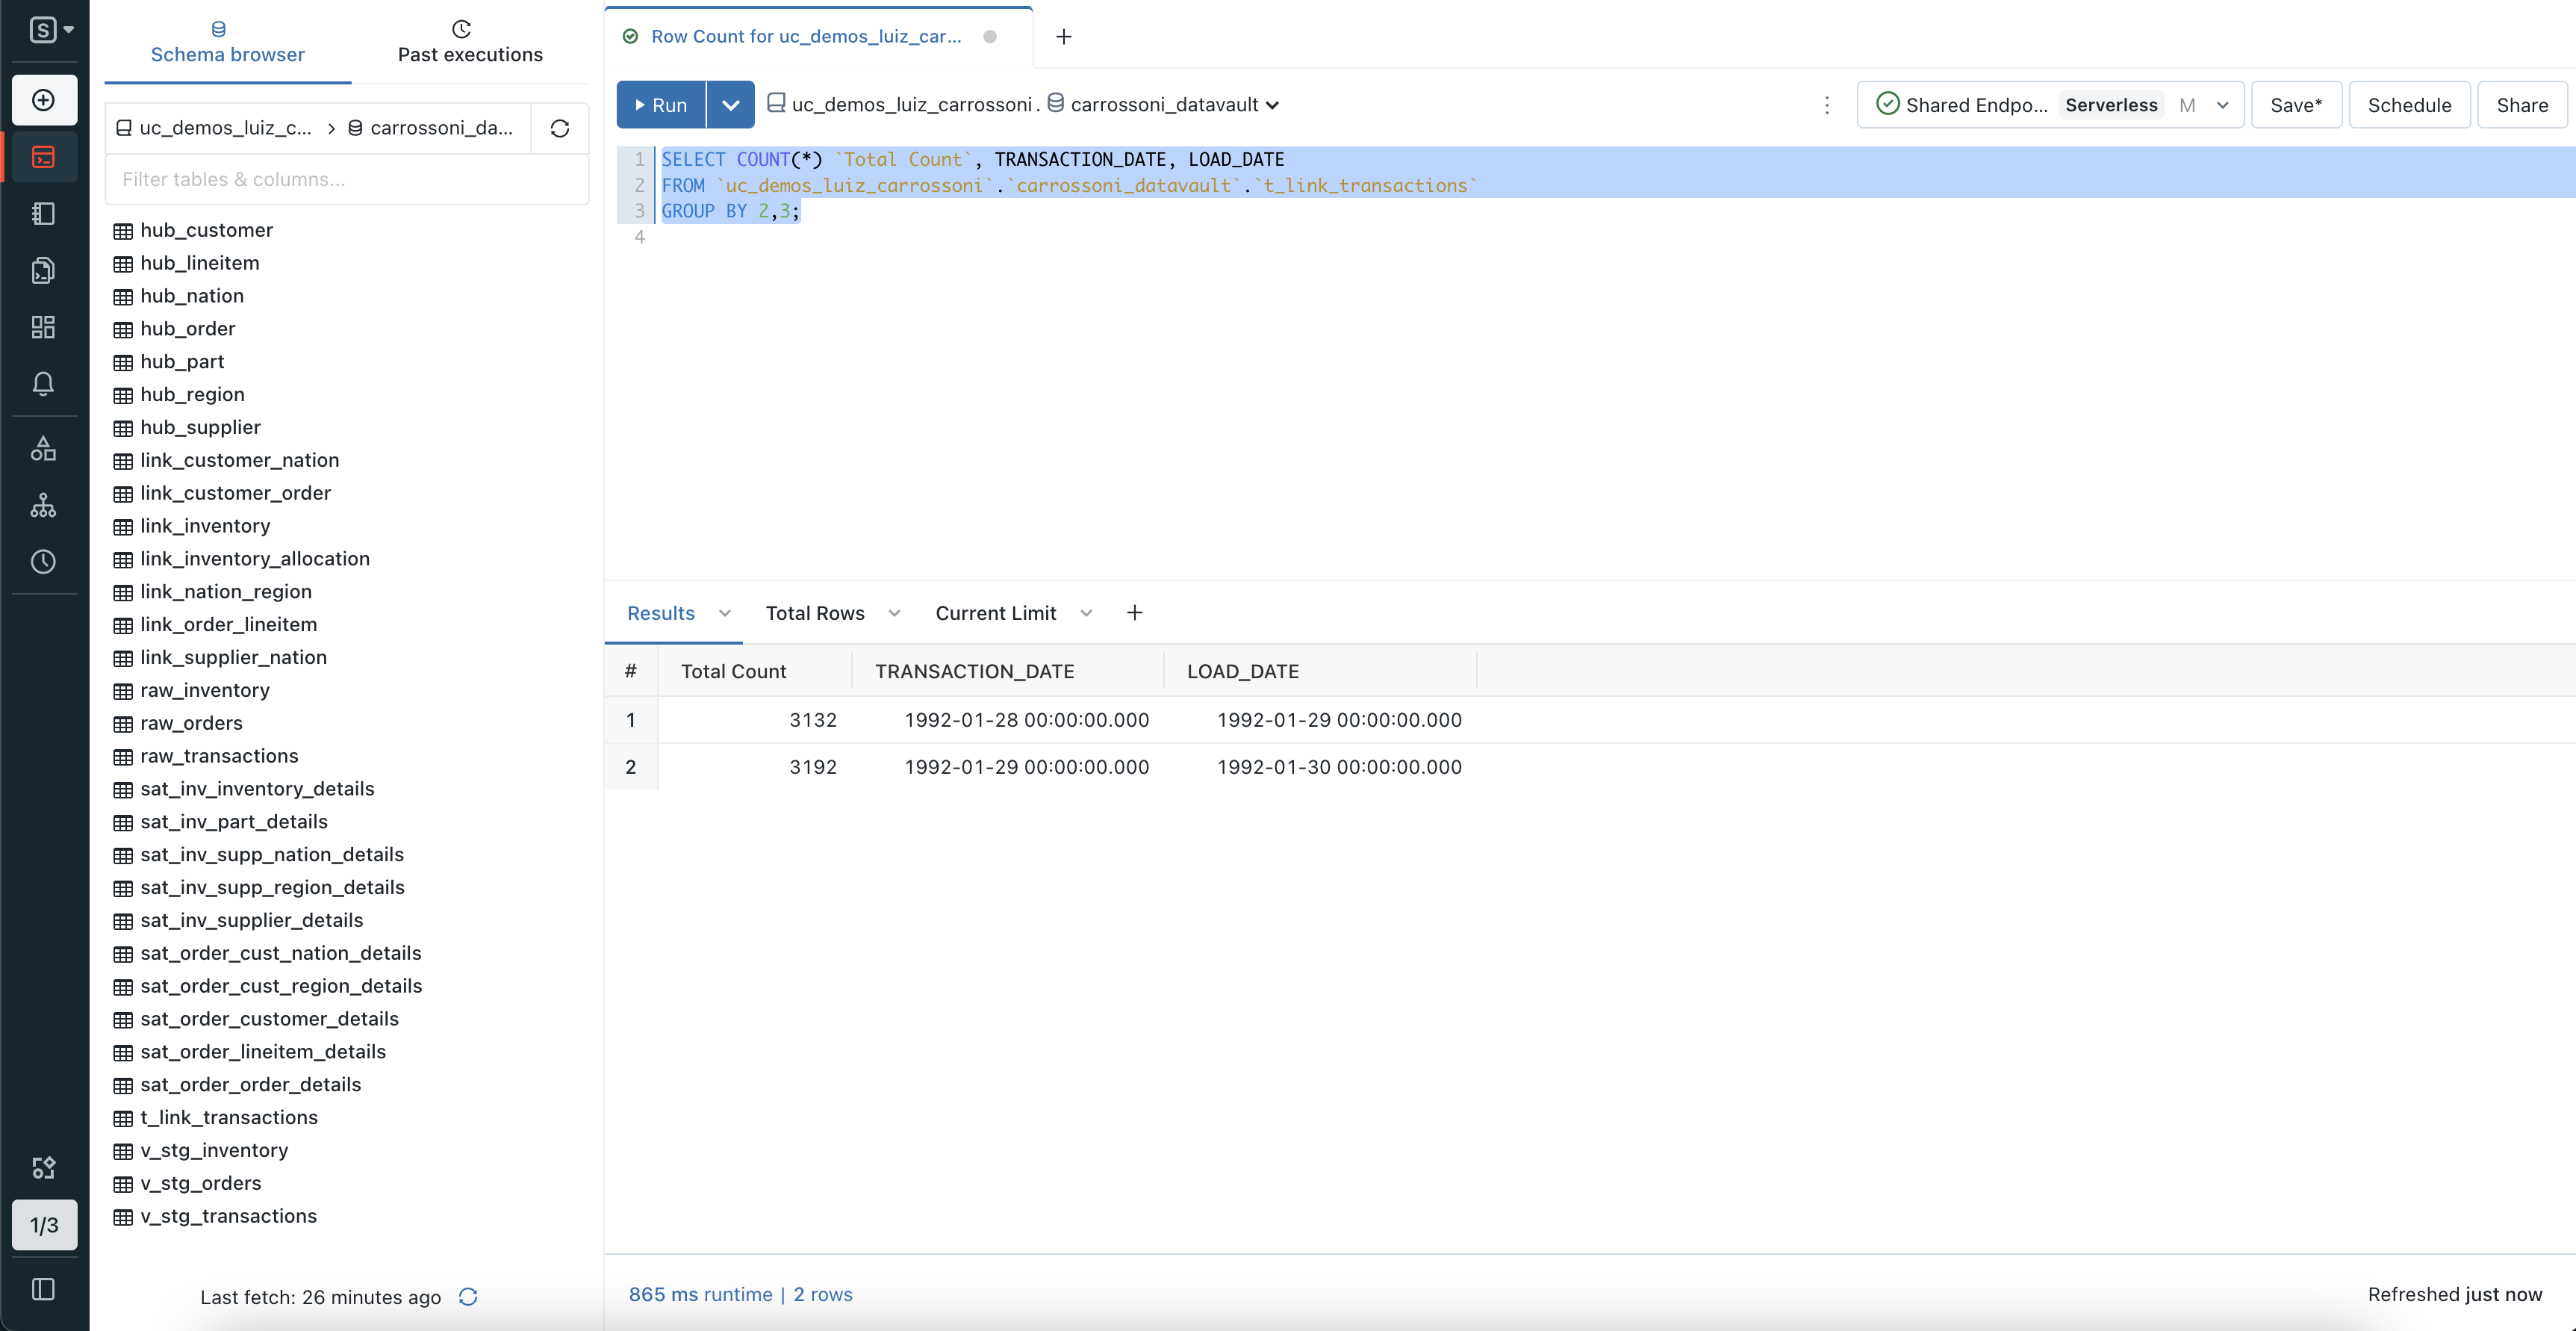 S
Schema browser
Past executions
uc_demos_luiz_c... > carrossoni_da...
Filter tables & columns...
hub_customer
hub_lineitem
hub_nation
hub_order
hub_part
hub_region
hub_supplier
link_customer_nation
link_customer_order
link_inventory
link_inventory_allocation
link_nation_region
link_order_lineitem
link_supplier_nation
raw_inventory
raw_orders
raw_transactions
sat_inv_inventory_details
sat_inv_part_details
sat_inv_supp_nation_details
sat_inv_supp_region_details
sat_inv_supplier_details
sat_order_cust_nation_details
sat_order_cust_region_details
sat_order_customer_details
sat_order_lineitem_details
sat_order_order_details
t_link_transactions
v_stg_inventory
v_stg_orders
v_stg_transactions
1/3
Last fetch: 26 minutes ago
Row Count for uc_demos_luiz_car...
Run uc_demos_luiz_carrossoni. carrossoni_datavault Shared Endpo... Serverless M Save* Schedule Share
1 SELECT COUNT(*) `Total Count`, TRANSACTION_DATE, LOAD_DATE
2 FROM `uc_demos_luiz_carrossoni`.`carrossoni_datavault`.`t_link_transactions`
3 GROUP BY 2,3;
4
Results Total Rows Current Limit +
# Total Count TRANSACTION_DATE LOAD_DATE
1 3132 1992-01-28 00:00:00.000 1992-01-29 00:00:00.000
2 3192 1992-01-29 00:00:00.000 1992-01-30 00:00:00.000
865 ms runtime | 2 rows
Refreshed just now